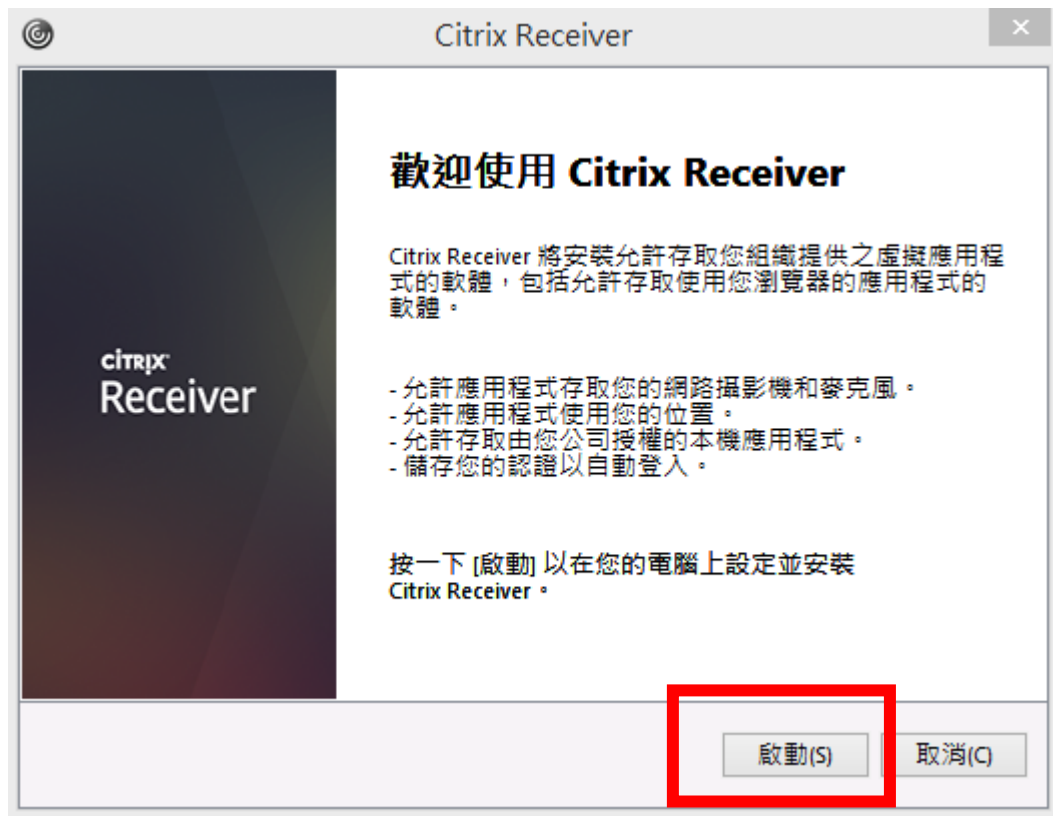 Citrix Receiver
歡迎使用 Citrix Receiver
Citrix Receiver 將安裝允許存取您組織提供之虛擬應用程
式的軟體，包括允許存取使用您瀏覽器的應用程式的
軟體。
- 允許應用程式存取您的網路攝影機和麥克風。
- 允許應用程式使用您的位置。
- 允許存取由您公司授權的本機應用程式。
- 儲存您的認證以自動登入。
CITRIX
Receiver
按一下 [啟動] 以在您的電腦上設定並安裝
Citrix Receiver。
啟動(S)
取消(C)